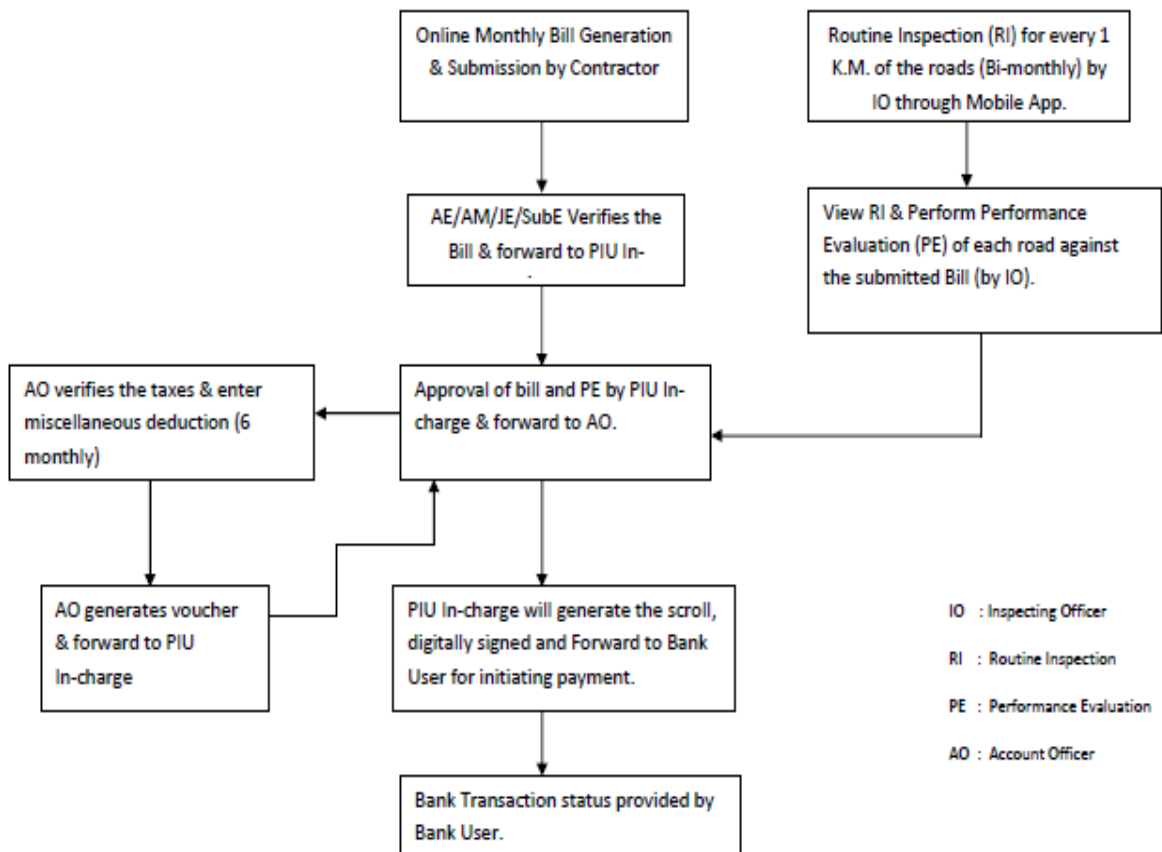 Online Monthly Bill Generation
& Submission by Contractor
Routine Inspection (RI) for every 1
K.M. of the roads (Bi-monthly) by
IO through Mobile App.
AE/AM/JE/SubE Verifies the
Bill & forward to PIU In-
View RI & Perform Performance
Evaluation (PE) of each road against
the submitted Bill (by IO).
AO verifies the taxes & enter
miscellaneous deduction (6
monthly)
Approval of bill and PE by PIU In-
charge & forward to AO.
AO generates voucher
& forward to PIU
In-charge
PIU In-charge will generate the scroll,
digitally signed and Forward to Bank
User for initiating payment.
IO : Inspecting Officer
RI : Routine Inspection
PE : Performance Evaluation
AO : Account Officer
Bank Transaction status provided by
Bank User.